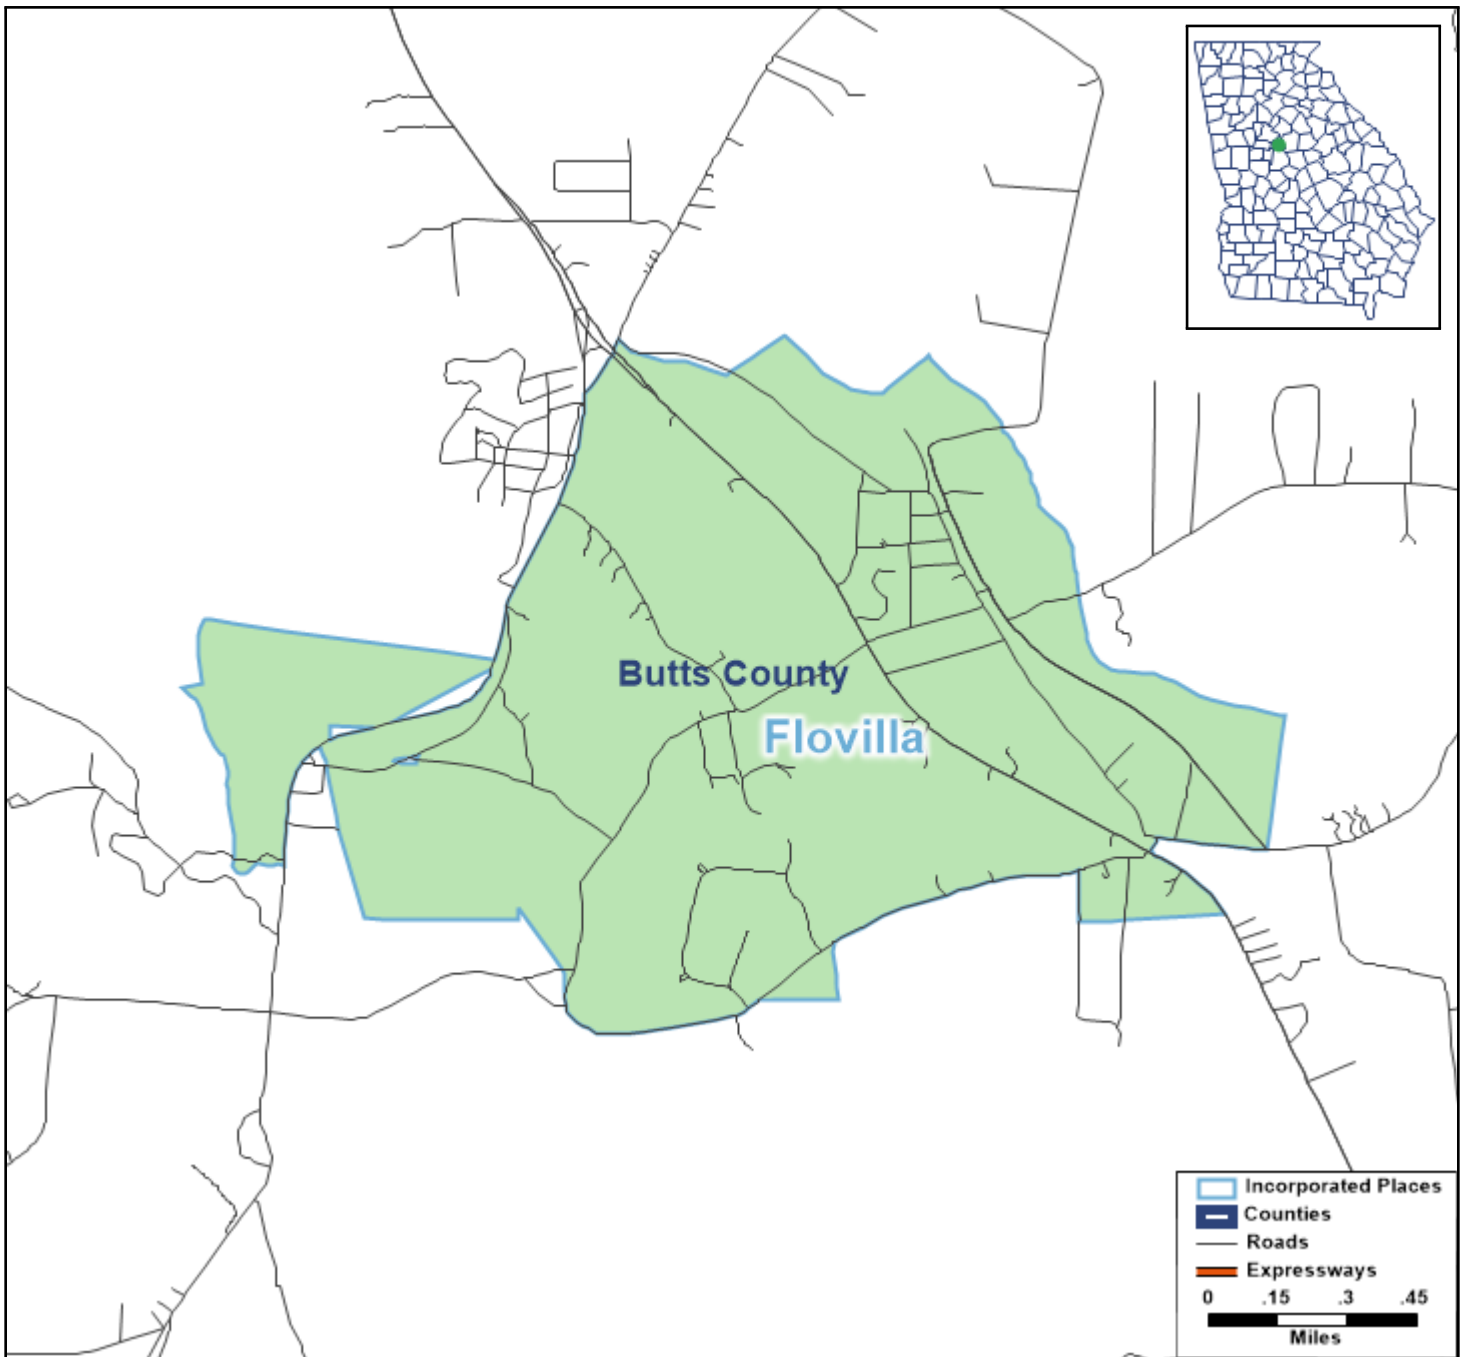 Butts County
Flovilla
Incorporated Places
Counties
Roads
Expressways
0 .15 .3 .45
Miles